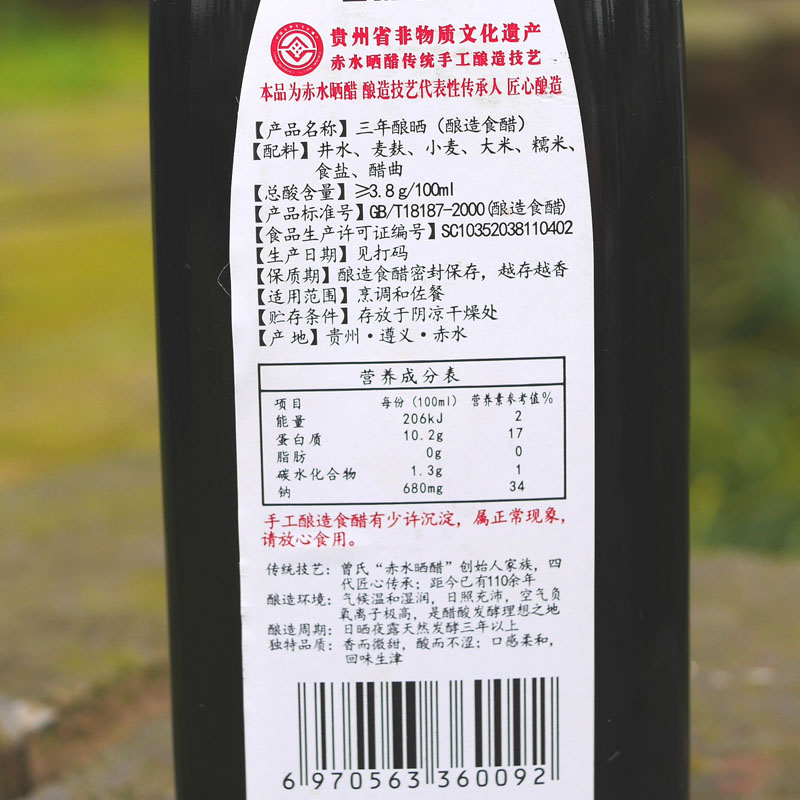 贵州省非物质文化遗产
赤水晒醋传统手工酿造技艺
本品为赤水晒醋 酿造技艺代表性传承人 匠心酿造
【产品名称】三年酿晒（酿造食醋）
【配料】井水、麦麸、小麦、大米、糯米、
食盐、醋曲
【总酸含量】≥3.8g/100ml
【产品标准号】GB/T18187-2000(酿造食醋)
【食品生产许可证编号】SC10352038110402
【生产日期】见打码
【保质期】酿造食醋密封保存，越存越香
【适用范围】烹调和佐餐
【贮存条件】存放于阴凉干燥处
【产 地】贵州·遵义·赤水
营养成分表
项目 每份(100ml) 营养素参考值%
能量 206kJ 2
蛋白质 10.2g 17
脂肪 0g 0
碳水化合物 1.3g 1
钠 680mg 34
手工酿造食醋有少许沉淀，属正常现象，
请放心食用。
传统技艺：曾氏“赤水晒醋”创始人家族，四
代匠心传承；距今已有110余年
酿造环境：气候温和湿润，日照充沛，空气负
氧离子极高，是醋酸发酵理想之地
酿造周期：日晒夜露天然发酵三年以上
独特品质：香而微甜，酸而不涩；口感柔和，
回味生津
6 970563 360092